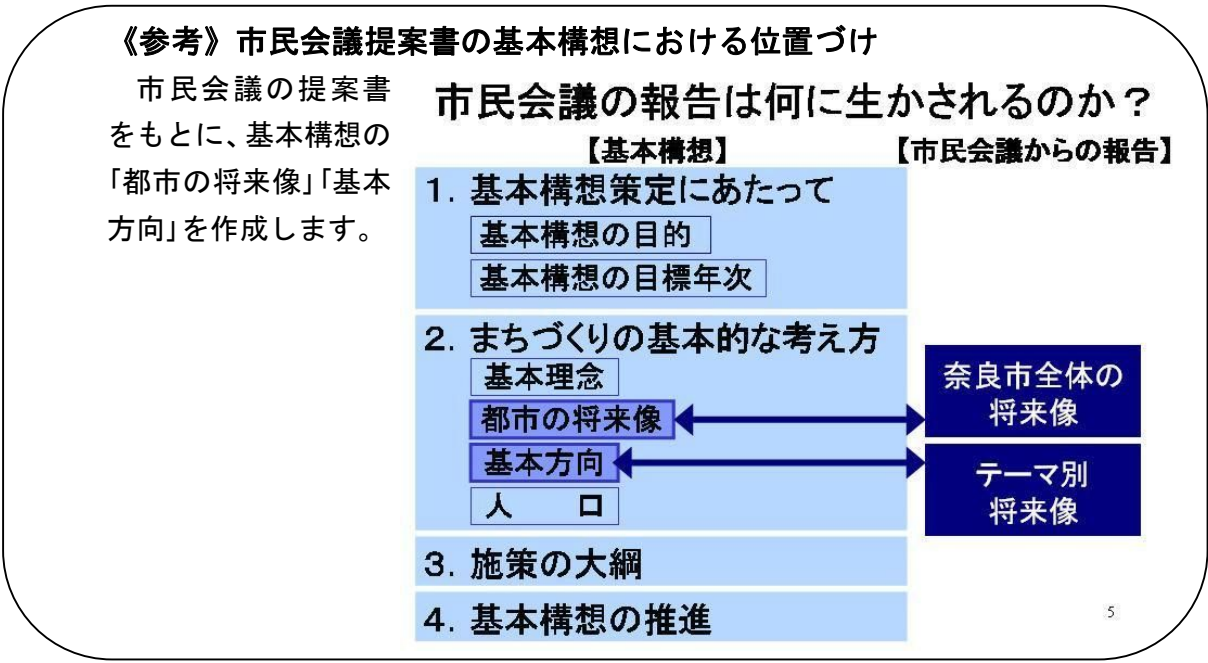 《参考》市民会議提案書の基本構想における位置づけ
市民会議の提案書
をもとに、基本構想の
「都市の将来像」「基本
方向」を作成します。
市民会議の報告は何に生かされるのか？
【基本構想】
【市民会議からの報告】
1. 基本構想策定にあたって
基本構想の目的
基本構想の目標年次
2. まちづくりの基本的な考え方
基本理念
都市の将来像
基本方向
人　　口
奈良市全体の
将来像
テーマ別
将来像
3. 施策の大綱
4. 基本構想の推進
5